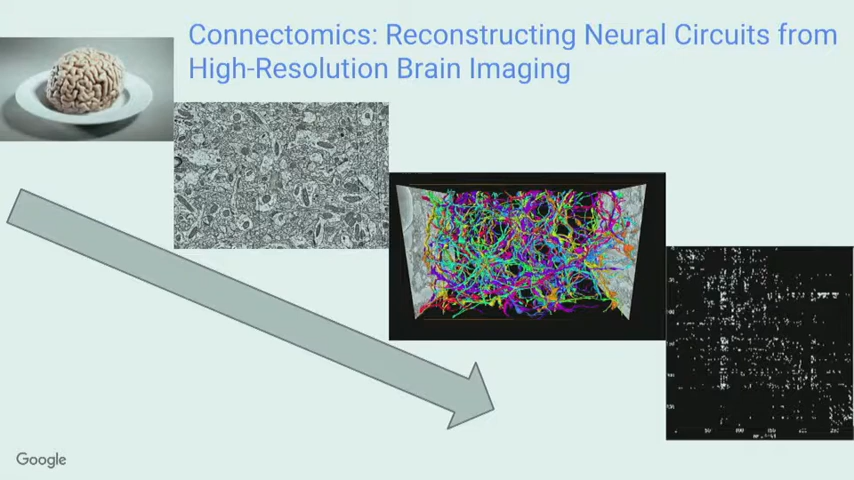 Connectomics: Reconstructing Neural Circuits from
High-Resolution Brain Imaging
Google